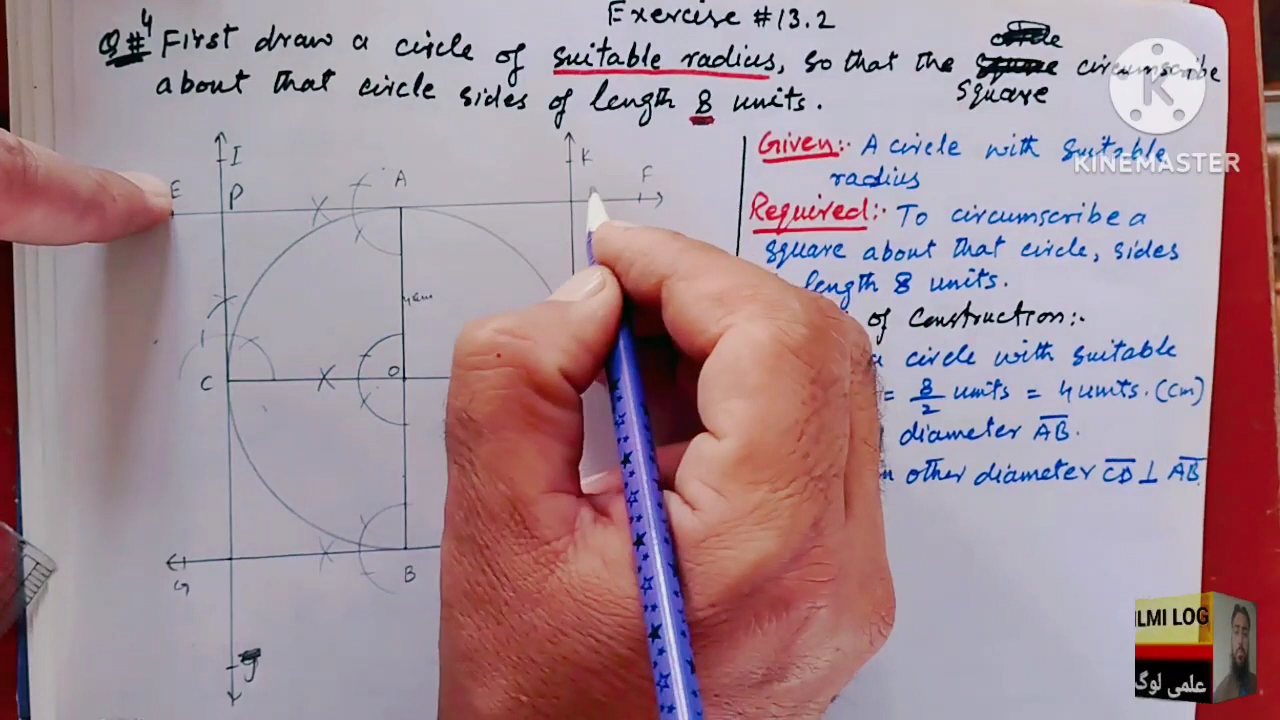 Exercise #13.2
Q#4 First draw a circle of suitable radius, so that the circumscribe
square
about that circle sides of length 8 units.
Given:- A circle with suitable
radius
Required:- To circumscribe a
square about that circle, sides
length 8 units.
of Construction:-
a circle with suitable
= 8/2 units = 4 units. (cm)
diameter AB.
other diameter CD ⊥ AB.
I
K
E
P
A
F
4cm
C
O
G
B
J
K
KINEMASTER
ILMI LOG
علمی لوگ